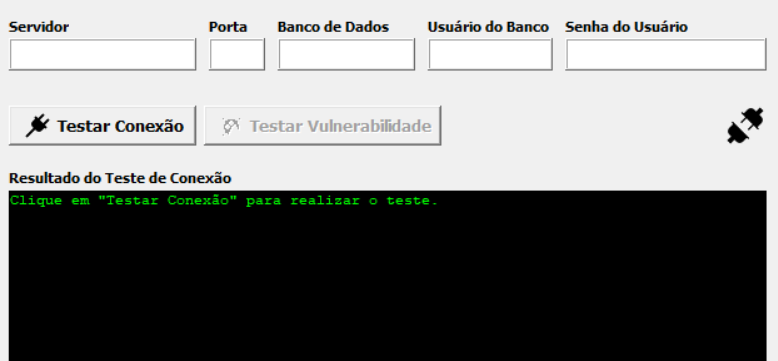 Servidor Porta Banco de Dados Usuário do Banco Senha do Usuário
Testar Conexão Testar Vulnerabilidade
Resultado do Teste de Conexão
Clique em "Testar Conexão" para realizar o teste.